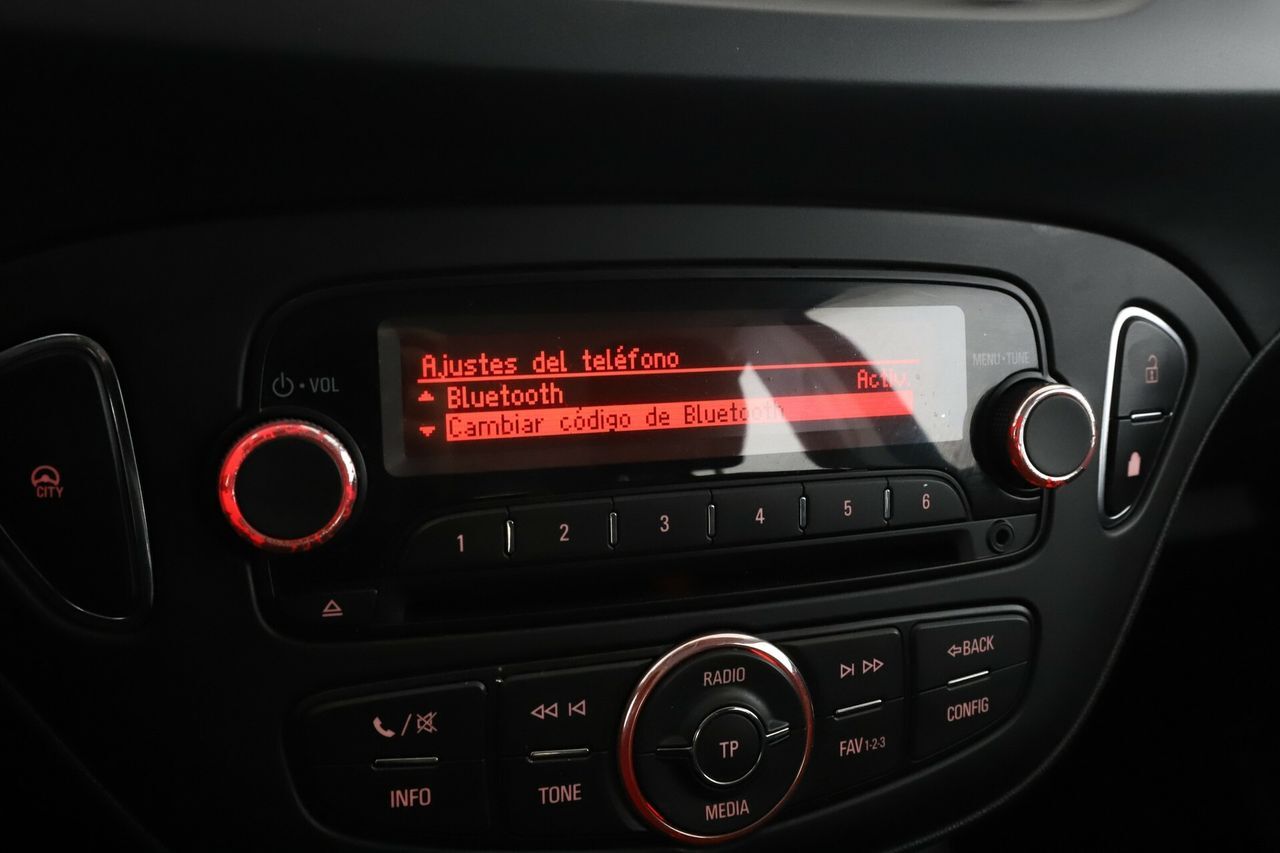 Ajustes del teléfono
Bluetooth Activ.
Cambiar código de Bluetooth
VOL
MENU·TUNE
CITY
1 2 3 4 5 6
RADIO
BACK
CONFIG
TP
FAV1-2-3
INFO
TONE
MEDIA